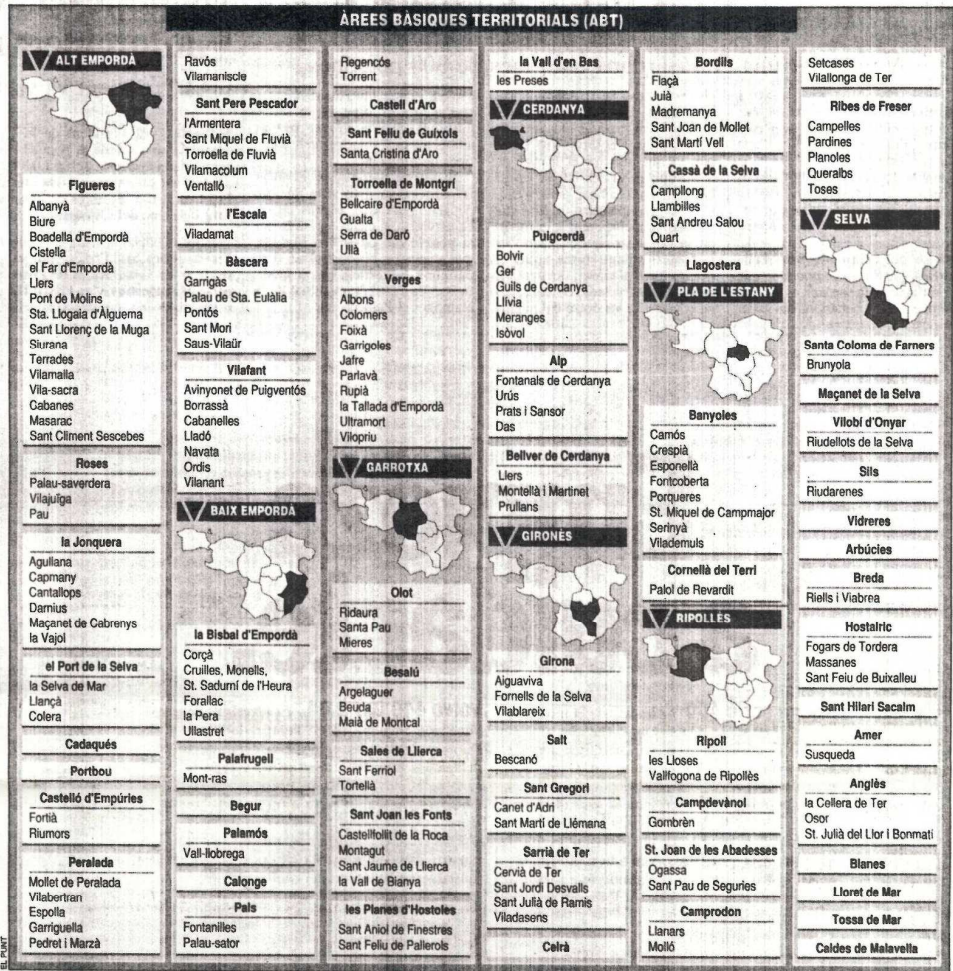 ÀREES BÀSIQUES TERRITORIALS (ABT)
ALT EMPORDÀ
Figueres
Albanyà
Biure
Boadella d'Empordà
Cistella
el Far d'Empordà
Llers
Pont de Molins
Sta. Llogaia d'Àlguema
Sant Llorenç de la Muga
Siurana
Terrades
Vilamalla
Vila-sacra
Cabanes
Masarac
Sant Climent Sescebes
Roses
Palau-saverdera
Vilajuïga
Pau
la Jonquera
Agullana
Capmany
Cantallops
Darnius
Maçanet de Cabrenys
la Vajol
el Port de la Selva
la Selva de Mar
Llançà
Colera
Cadaqués
Portbou
Castelló d'Empúries
Fortià
Riumors
Peralada
Mollet de Peralada
Vilabertran
Espolla
Garriguella
Pedret i Marzà
Ravós
Vilamaniscle
Sant Pere Pescador
l'Armentera
Sant Miquel de Fluvià
Torroella de Fluvià
Vilamacolum
Ventalló
l'Escala
Viladamat
Bàscara
Garrigàs
Palau de Sta. Eulàlia
Pontós
Sant Mori
Saus-Vilaür
Vilafant
Avinyonet de Puigventós
Borrassà
Cabanelles
Lladó
Navata
Ordis
Vilanant
BAIX EMPORDÀ
la Bisbal d'Empordà
Corçà
Cruïlles, Monells,
St. Sadurní de l'Heura
Forallac
la Pera
Ullastret
Palafrugell
Mont-ras
Begur
Palamós
Vall-llobrega
Calonge
Pals
Fontanilles
Palau-sator
Regencós
Torrent
Castell d'Aro
Sant Feliu de Guíxols
Santa Cristina d'Aro
Torroella de Montgrí
Bellcaire d'Empordà
Gualta
Serra de Daró
Ullà
Verges
Albons
Colomers
Foixà
Garrigoles
Jafre
Parlavà
Rupià
la Tallada d'Empordà
Ultramort
Vilopriu
GARROTXA
Olot
Ridaura
Santa Pau
Mieres
Besalú
Argelaguer
Beuda
Maià de Montcal
Sales de Llierca
Sant Ferriol
Tortellà
Sant Joan les Fonts
Castellfollit de la Roca
Montagut
Sant Jaume de Llierca
la Vall de Bianya
les Planes d'Hostoles
Sant Aniol de Finestres
Sant Feliu de Pallerols
la Vall d'en Bas
les Preses
CERDANYA
Puigcerdà
Bolvir
Ger
Guils de Cerdanya
Llívia
Meranges
Isòvol
Alp
Fontanals de Cerdanya
Urús
Prats i Sansor
Das
Bellver de Cerdanya
Llers
Montellà i Martinet
Prullans
GIRONÈS
Girona
Aiguaviva
Fornells de la Selva
Vilablareix
Salt
Bescanó
Sant Gregori
Canet d'Adri
Sant Martí de Llémana
Sarrià de Ter
Cervià de Ter
Sant Jordi Desvalls
Sant Julià de Ramis
Viladasens
Celrà
Bordils
Flaçà
Juià
Madremanya
Sant Joan de Mollet
Sant Martí Vell
Cassà de la Selva
Campllong
Llambilles
Sant Andreu Salou
Quart
Llagostera
PLA DE L'ESTANY
Banyoles
Camós
Crespià
Esponellà
Fontcoberta
Porqueres
St. Miquel de Campmajor
Serinyà
Vilademuls
Cornellà del Terri
Palol de Revardit
RIPOLLÈS
Ripoll
les Lloses
Vallfogona de Ripollès
Campdevànol
Gombrèn
St. Joan de les Abadesses
Ogassa
Sant Pau de Seguries
Camprodon
Llanars
Molló
Setcases
Vilallonga de Ter
Ribes de Freser
Campelles
Pardines
Planoles
Queralbs
Toses
SELVA
Santa Coloma de Farners
Brunyola
Maçanet de la Selva
Vilobí d'Onyar
Riudellots de la Selva
Sils
Riudarenes
Vidreres
Arbúcies
Breda
Riells i Viabrea
Hostalric
Fogars de Tordera
Massanes
Sant Feiu de Buixalleu
Sant Hilari Sacalm
Amer
Susqueda
Anglès
la Cellera de Ter
Osor
St. Julià del Llor i Bonmatí
Blanes
Lloret de Mar
Tossa de Mar
Caldes de Malavella
EL PUNT